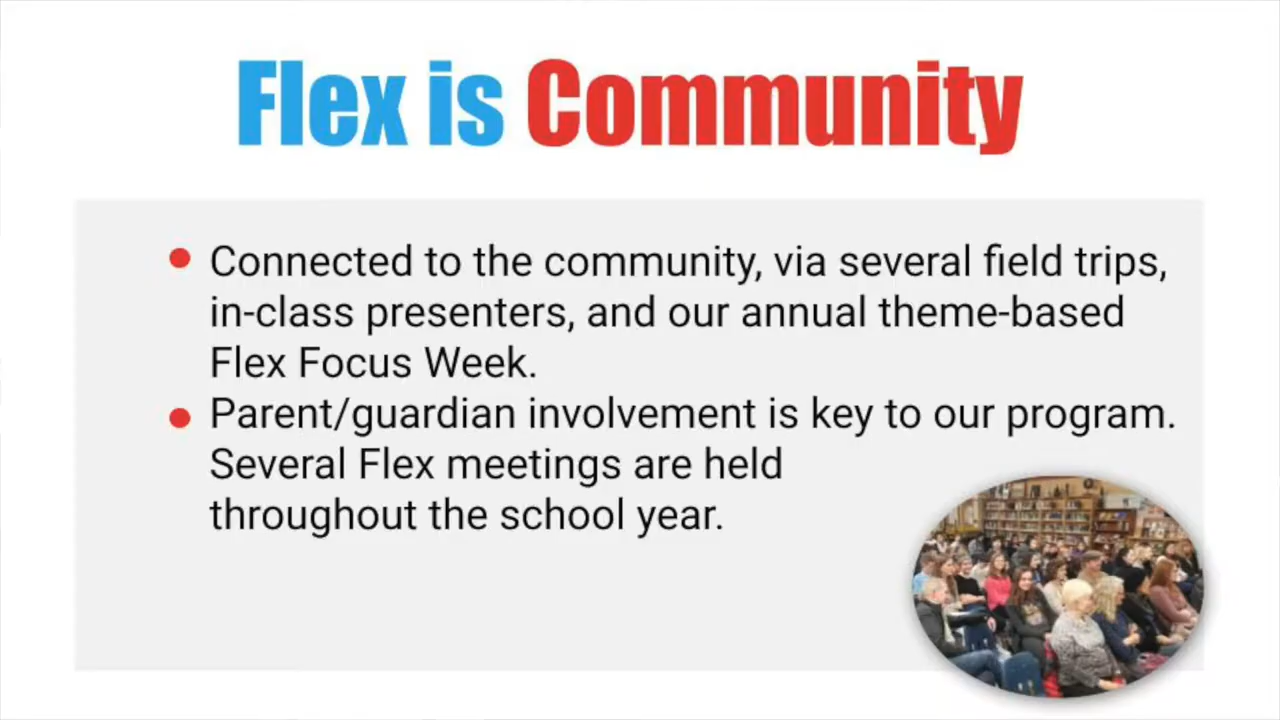 Flex is Community
Connected to the community, via several field trips,
in-class presenters, and our annual theme-based
Flex Focus Week.
Parent/guardian involvement is key to our program.
Several Flex meetings are held
throughout the school year.